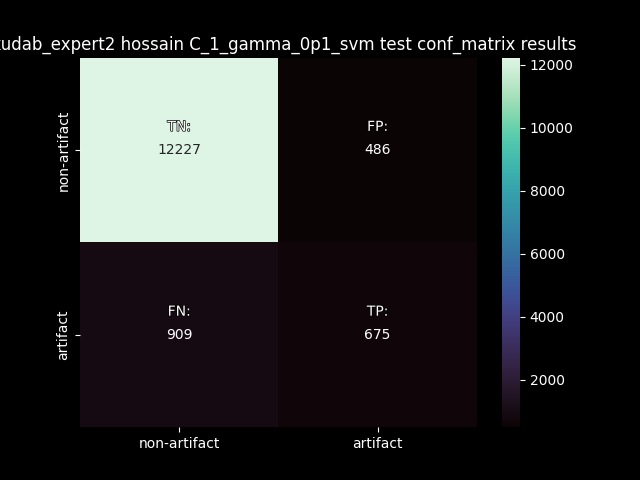 hossain C_1_gamma_0p1_svm test conf_matrix results
non-artifact
artifact
TN:
12227
FP:
486
FN:
909
TP:
675
non-artifact
artifact
12000
10000
8000
6000
4000
2000